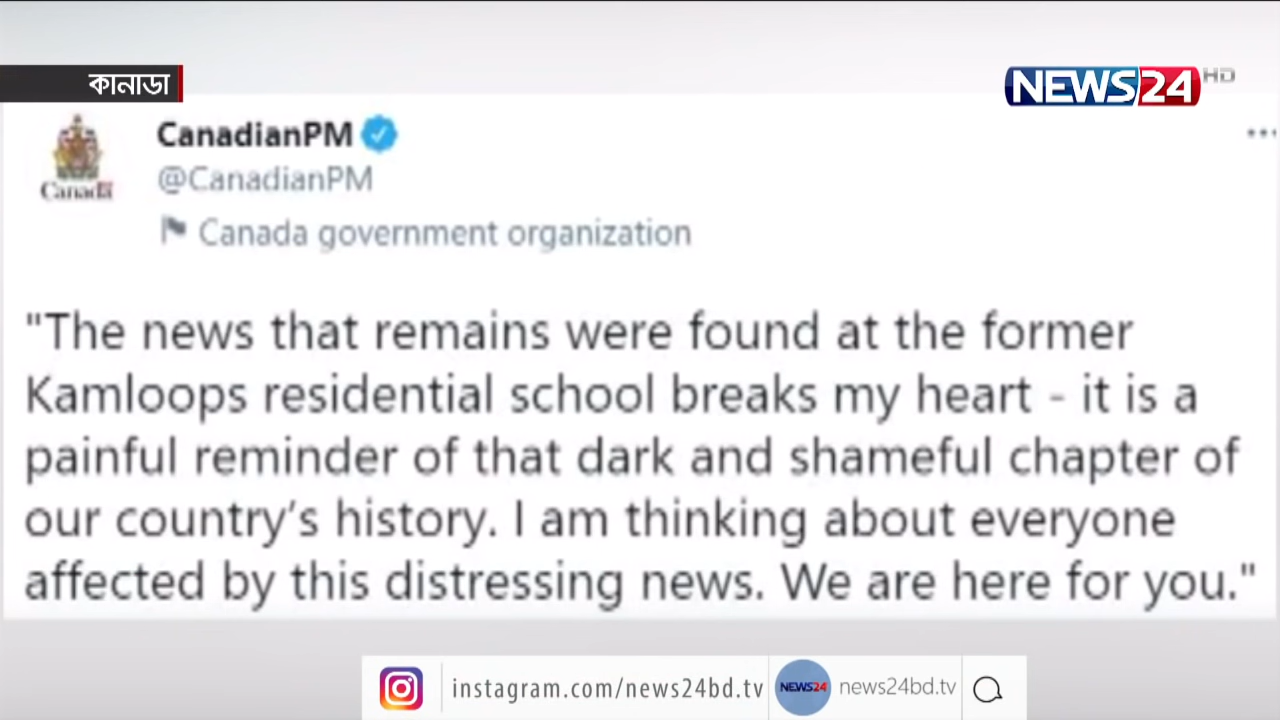 কানাডা
NEWS24 HD
CanadianPM
@CanadianPM
Canada
Canada government organization
"The news that remains were found at the former
Kamloops residential school breaks my heart - it is a
painful reminder of that dark and shameful chapter of
our country's history. I am thinking about everyone
affected by this distressing news. We are here for you."
instagram.com/news24bd.tv
NEWS24
news24bd.tv